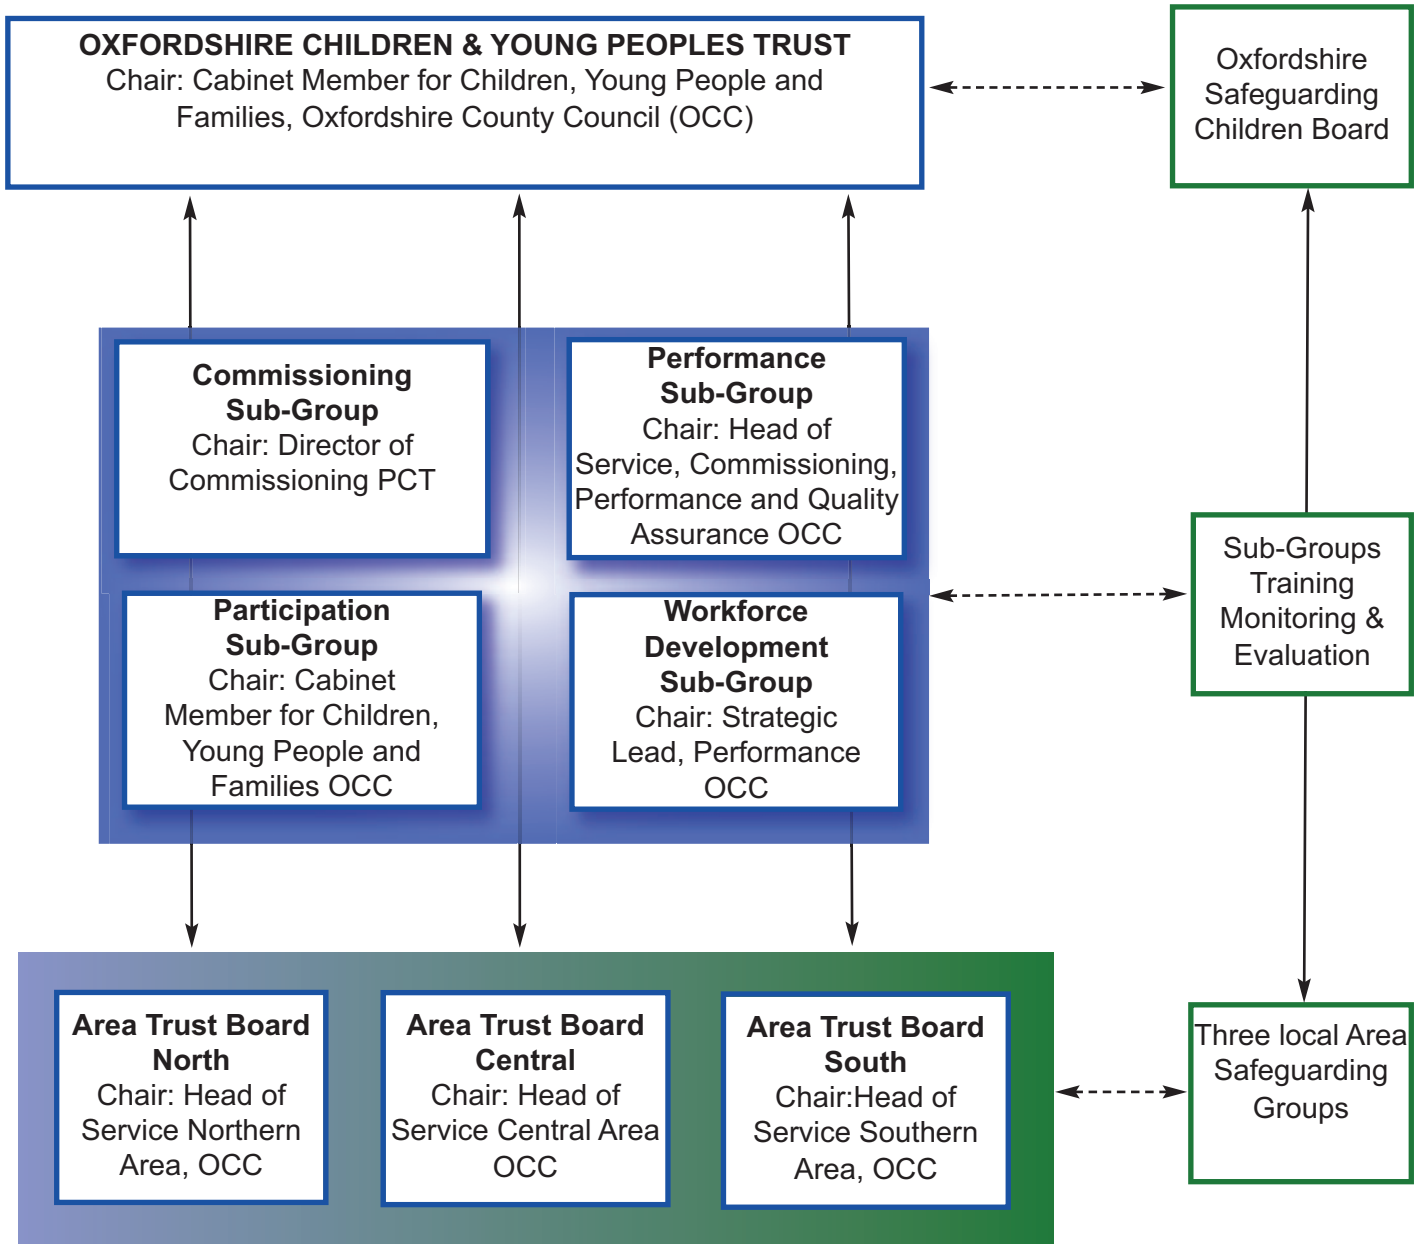 OXFORDSHIRE CHILDREN & YOUNG PEOPLES TRUST
Chair: Cabinet Member for Children, Young People and
Families, Oxfordshire County Council (OCC)
Oxfordshire
Safeguarding
Children Board
Commissioning
Sub-Group
Chair: Director of
Commissioning PCT
Performance
Sub-Group
Chair: Head of
Service, Commissioning,
Performance and Quality
Assurance OCC
Participation
Sub-Group
Chair: Cabinet
Member for Children,
Young People and
Families OCC
Workforce
Development
Sub-Group
Chair: Strategic
Lead, Performance
OCC
Sub-Groups
Training
Monitoring &
Evaluation
Area Trust Board
North
Chair: Head of
Service Northern
Area, OCC
Area Trust Board
Central
Chair: Head of
Service Central Area
OCC
Area Trust Board
South
Chair:Head of
Service Southern
Area, OCC
Three local Area
Safeguarding
Groups